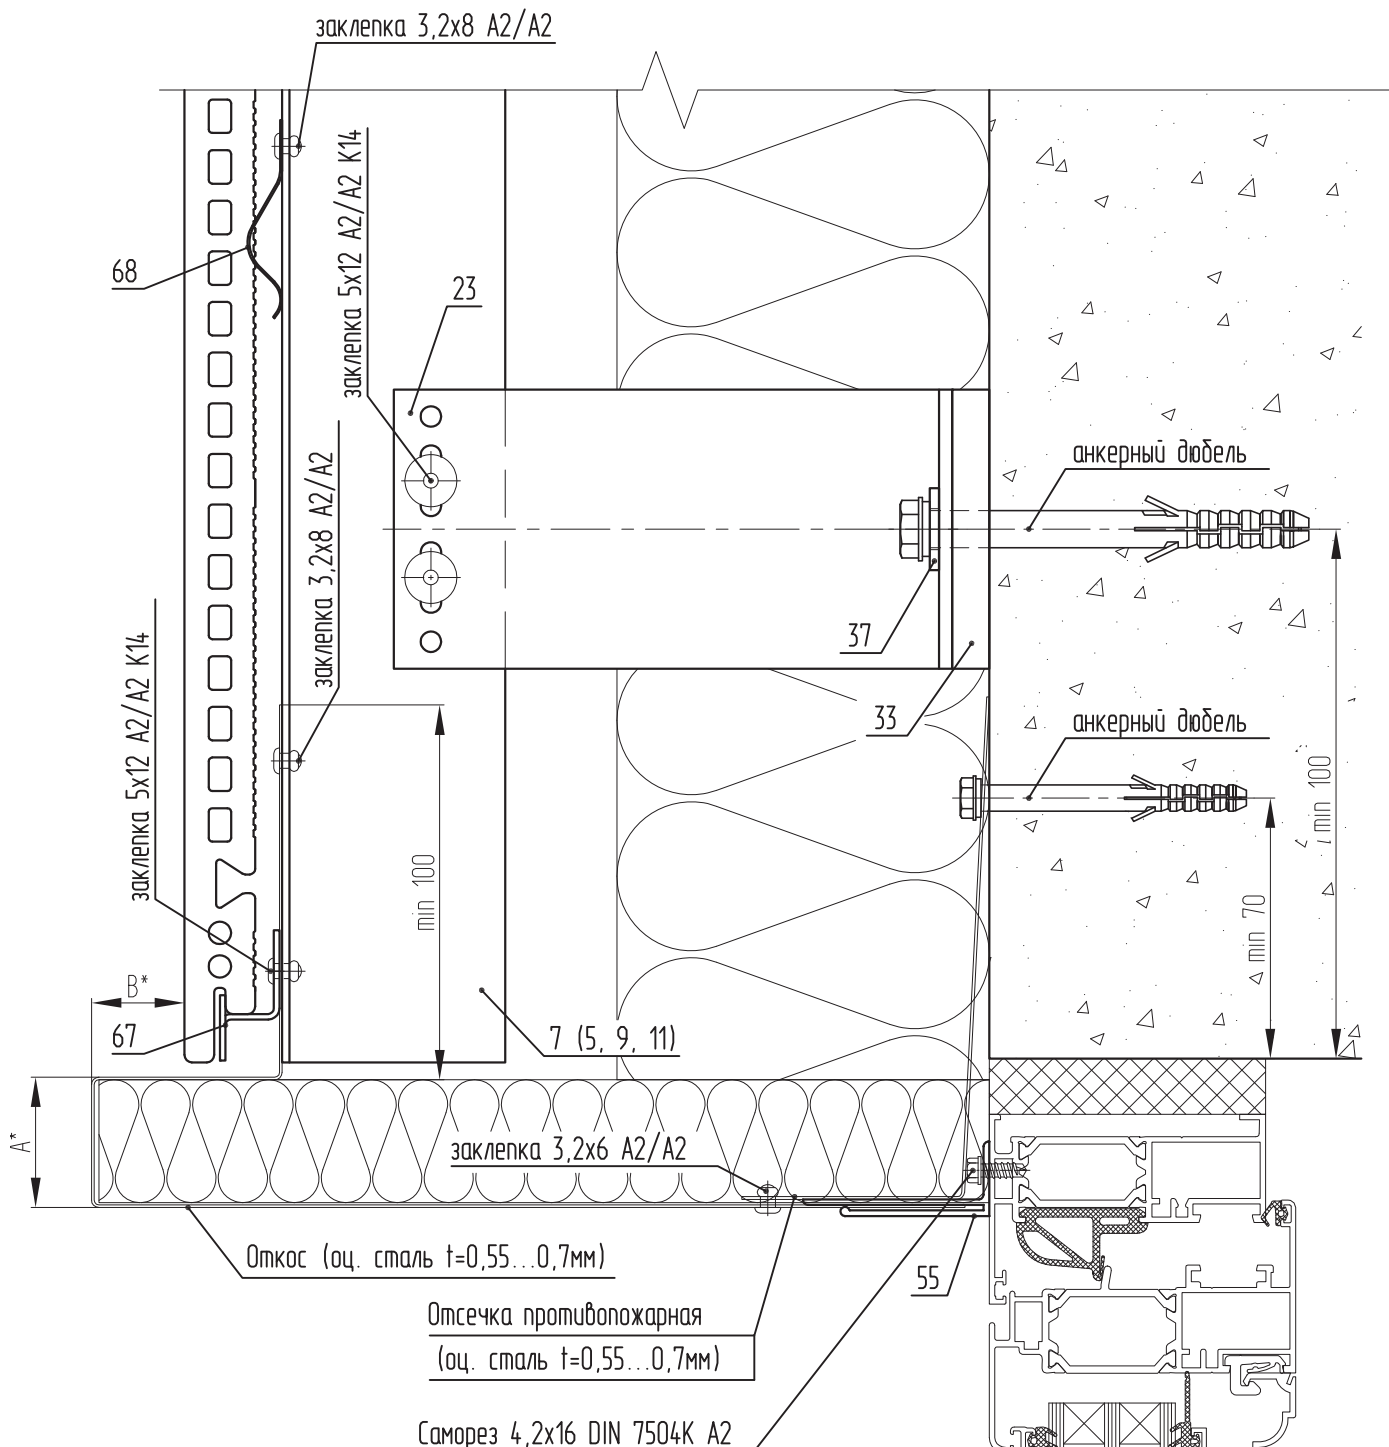 заклепка 3,2х8 А2/А2
заклепка 5х12 А2/А2 К14
68
23
анкерный дюбель
заклепка 3,2х8 А2/А2
37
заклепка 5х12 А2/А2 К14
33
анкерный дюбель
min 100
min 100
min 70
В*
67
7 (5, 9, 11)
А*
заклепка 3,2х6 А2/А2
Откос (оц. сталь t=0,55...0,7мм)
55
Отсечка противопожарная
(оц. сталь t=0,55...0,7мм)
Саморез 4,2х16 DIN 7504K А2